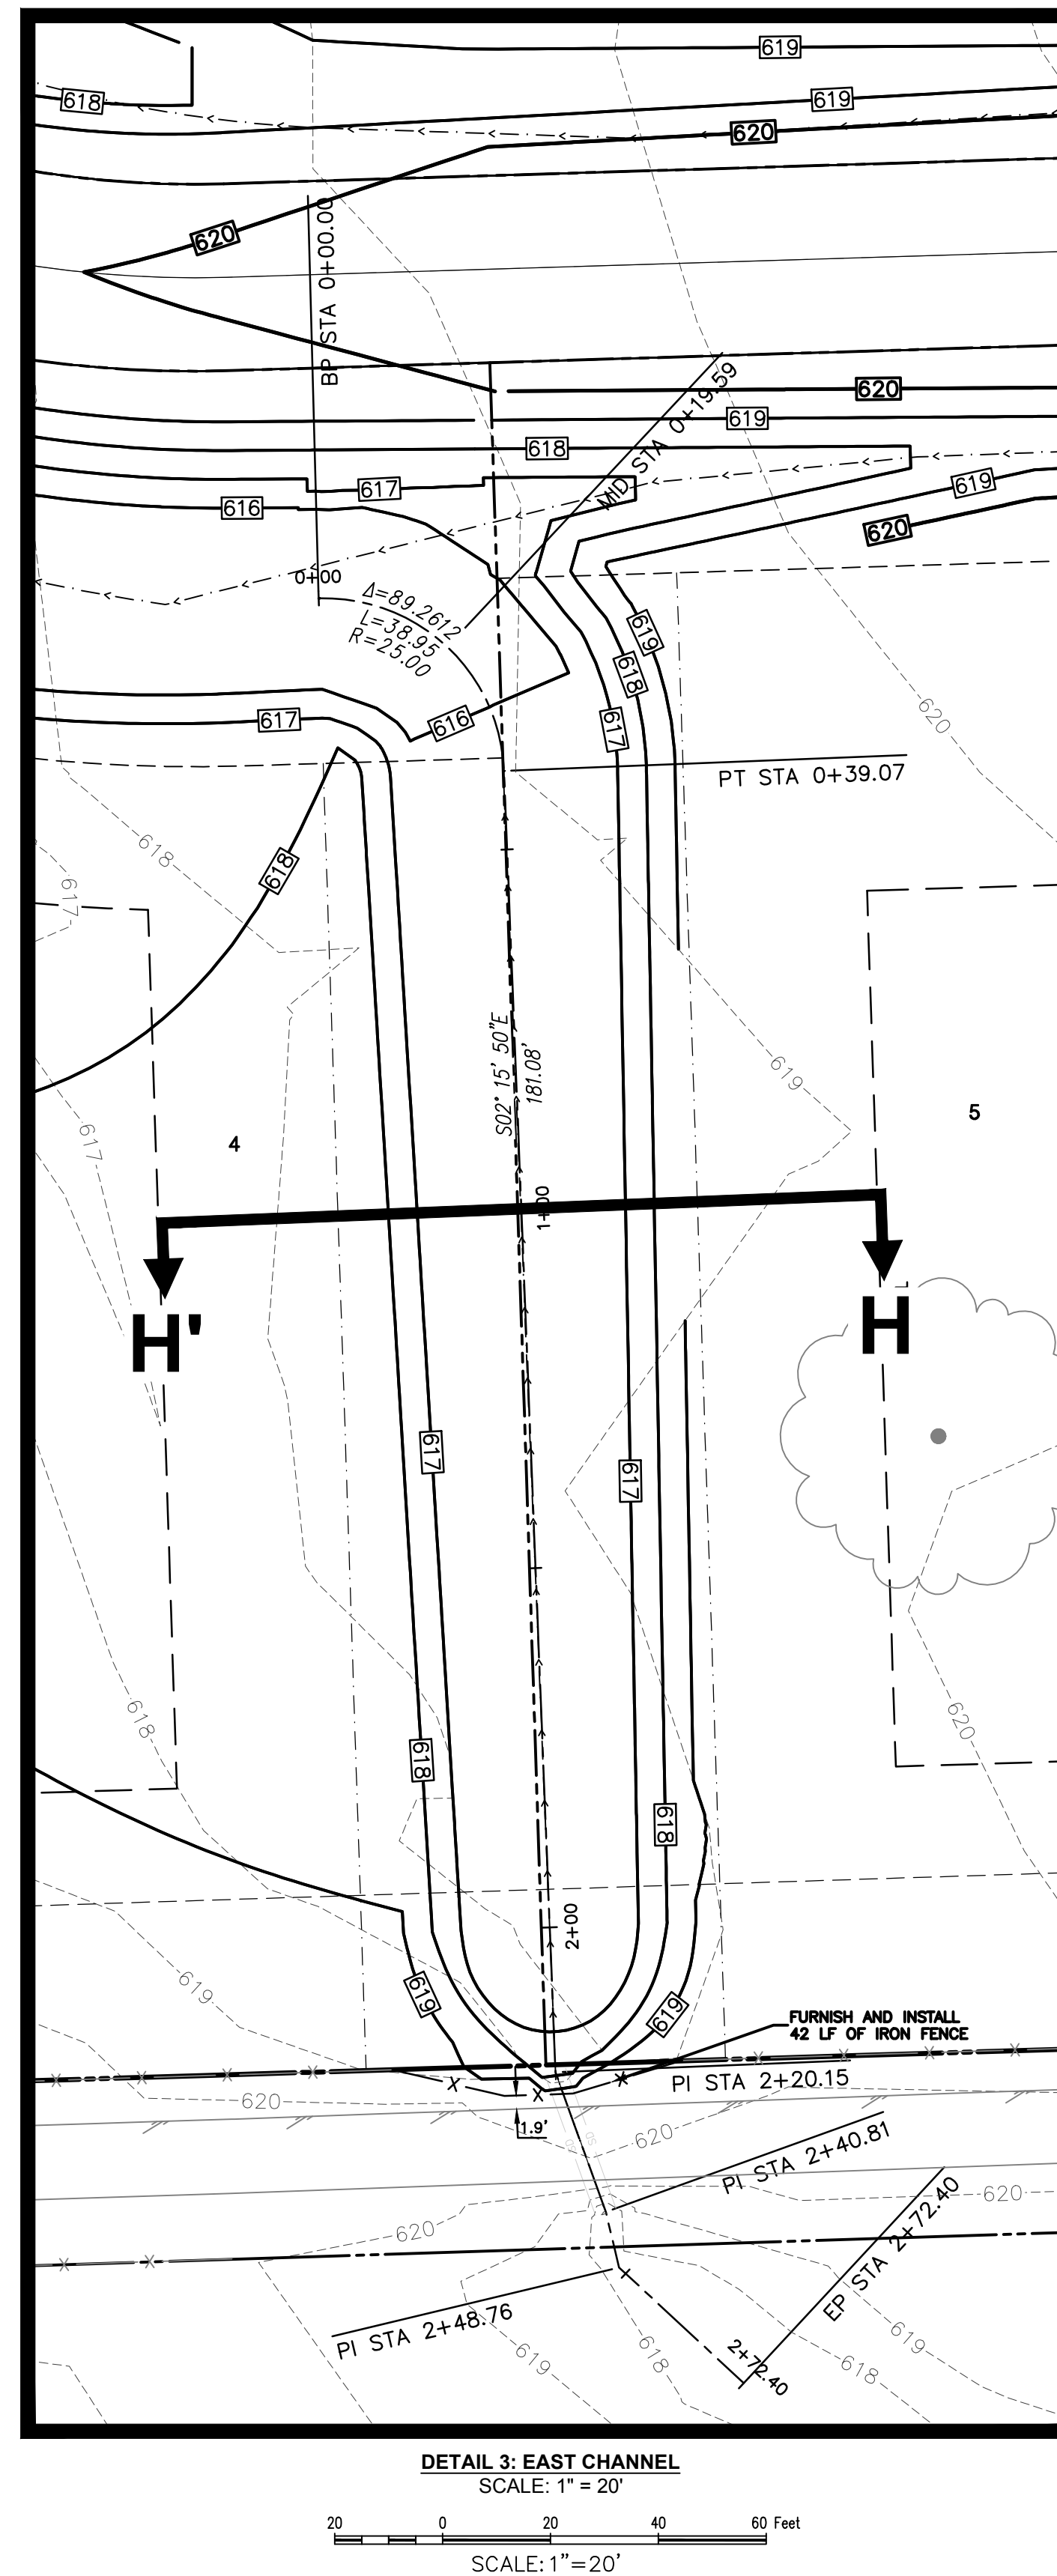 619
618
619
620
620
BP STA 0+00.00
MID STA 0+19.59
620
619
618
617
616
619
620
0+00
Δ=89.2612
L=38.95
R=25.00
619
618
617
616
617
620
PT STA 0+39.07
618
618
617
S02° 15' 50"E
181.08'
619
617
4
5
1+00
H'
H
617
617
618
618
618
620
2+00
619
619
619
FURNISH AND INSTALL
42 LF OF IRON FENCE
X
X
X
PI STA 2+20.15
620
1.9'
620
SD
SD
PI STA 2+40.81
620
620
EP STA 2+72.40
PI STA 2+48.76
619
618
2+72.40
618
619
DETAIL 3: EAST CHANNEL
SCALE: 1" = 20'
20 0 20 40 60 Feet
SCALE: 1"=20'